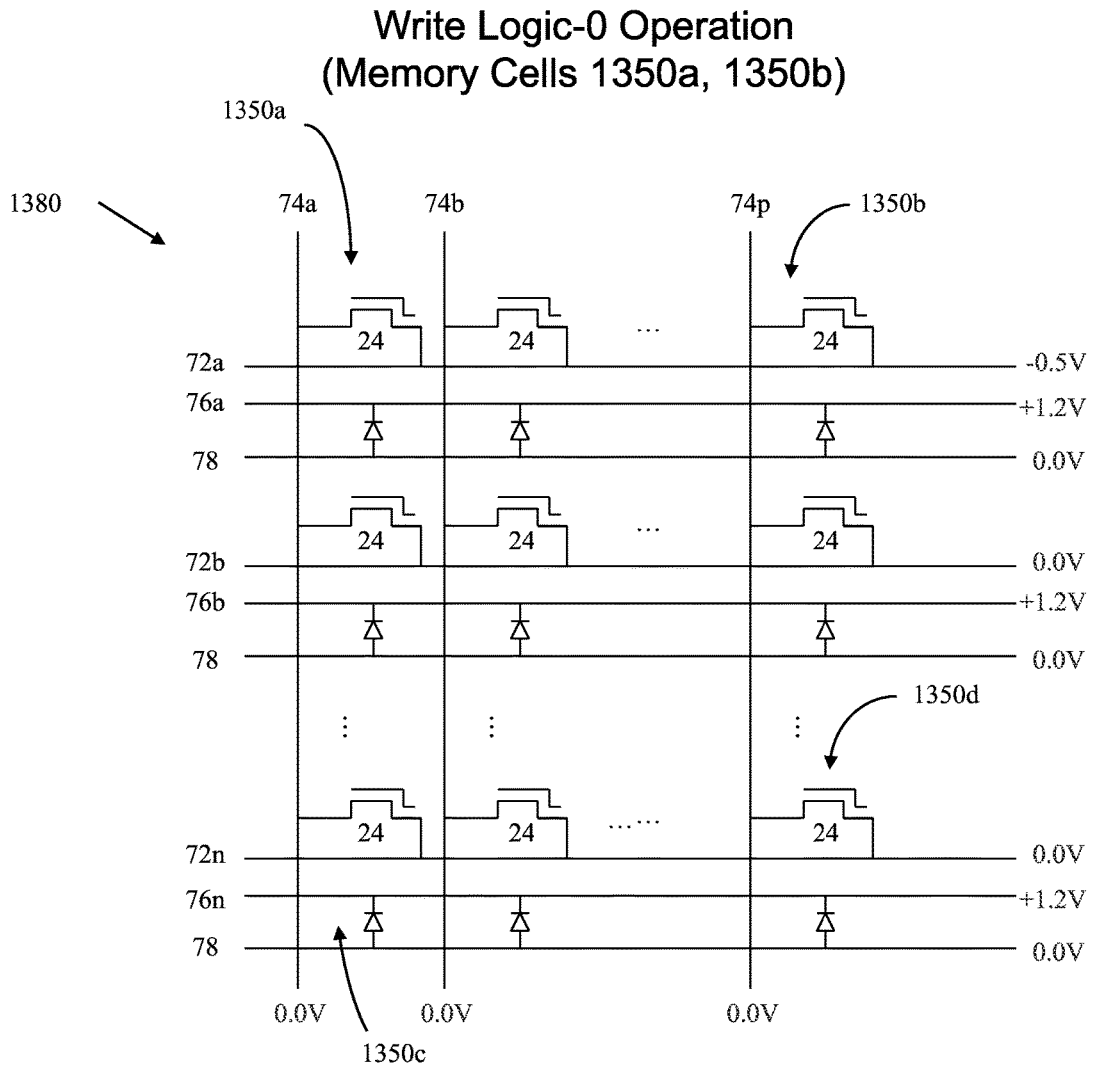 Write Logic-0 Operation
(Memory Cells 1350a, 1350b)
1350a
1380
74a 74b 74p 1350b
24 24 ... 24
72a -0.5V
76a +1.2V
78 0.0V
24 24 ... 24
72b 0.0V
76b +1.2V
78 0.0V
1350d
⋮ ⋮ ⋮
24 24 ... ... 24
72n 0.0V
76n +1.2V
78 0.0V
0.0V 0.0V 0.0V
1350c